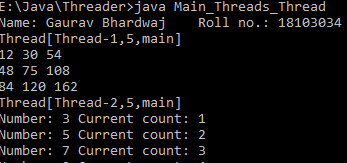 E:\Java\Threader>java Main_Threads_Thread
Name: Gaurav Bhardwaj    Roll no.: 18103034
Thread[Thread-1,5,main]
12 30 54
48 75 108
84 120 162
Thread[Thread-2,5,main]
Number: 3 Current count: 1
Number: 5 Current count: 2
Number: 7 Current count: 3